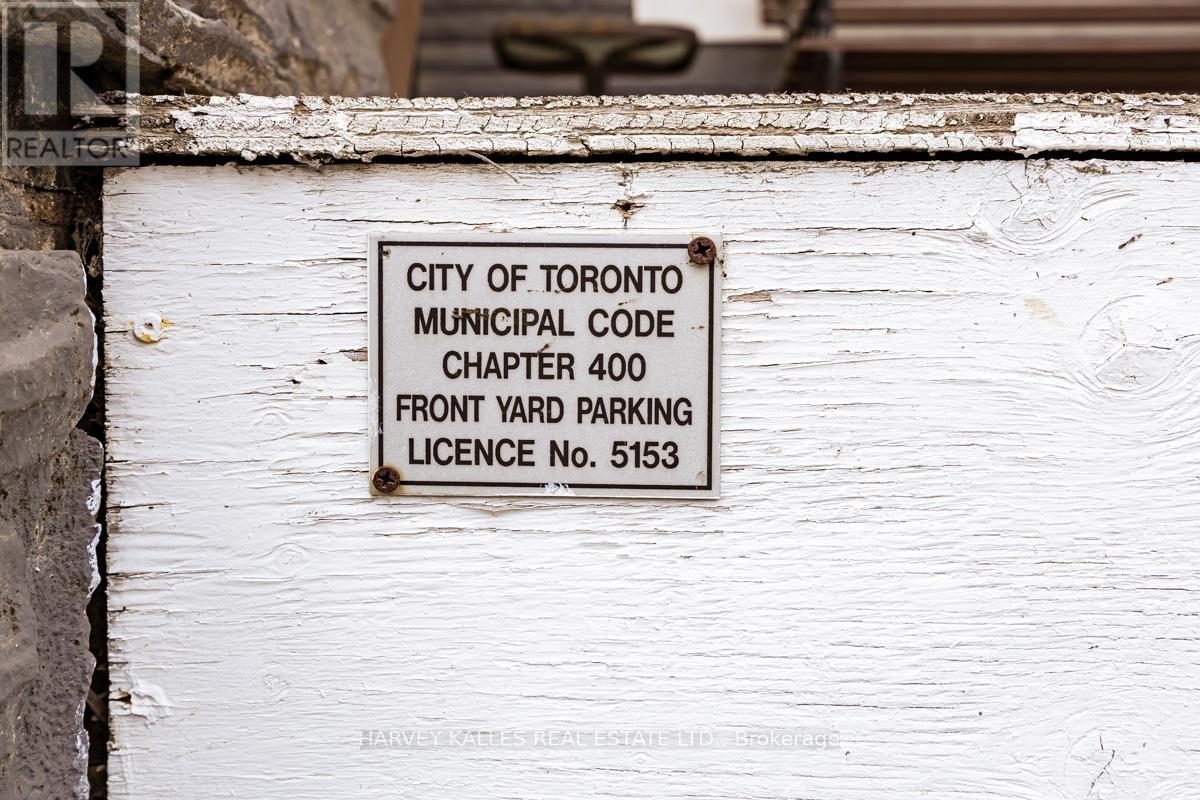 R
REALTOR
CITY OF TORONTO
MUNICIPAL CODE
CHAPTER 400
FRONT YARD PARKING
LICENCE No. 5153
HARVEY KALLES REAL ESTATE LTD., Brokerage